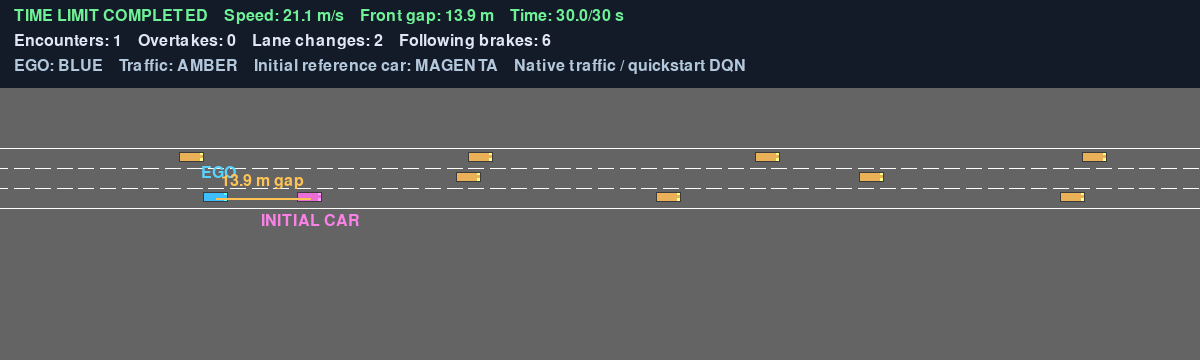 TIME LIMIT COMPLETED Speed: 21.1 m/s Front gap: 13.9 m Time: 30.0/30 s
Encounters: 1 Overtakes: 0 Lane changes: 2 Following brakes: 6
EGO: BLUE Traffic: AMBER Initial reference car: MAGENTA Native traffic / quickstart DQN
EGO
13.9 m gap
INITIAL CAR